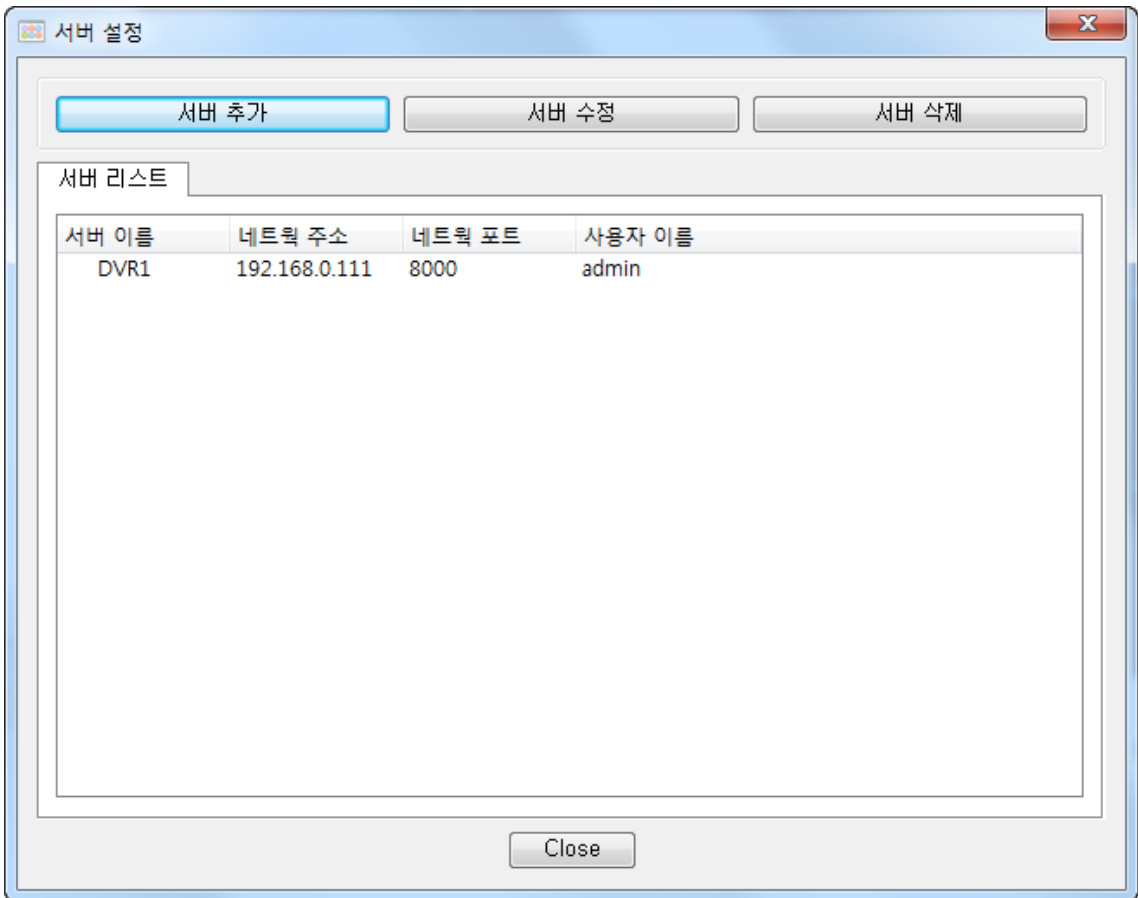 서버 설정
서버 추가 서버 수정 서버 삭제
서버 리스트
서버 이름 네트웍 주소 네트웍 포트 사용자 이름
DVR1 192.168.0.111 8000 admin
Close